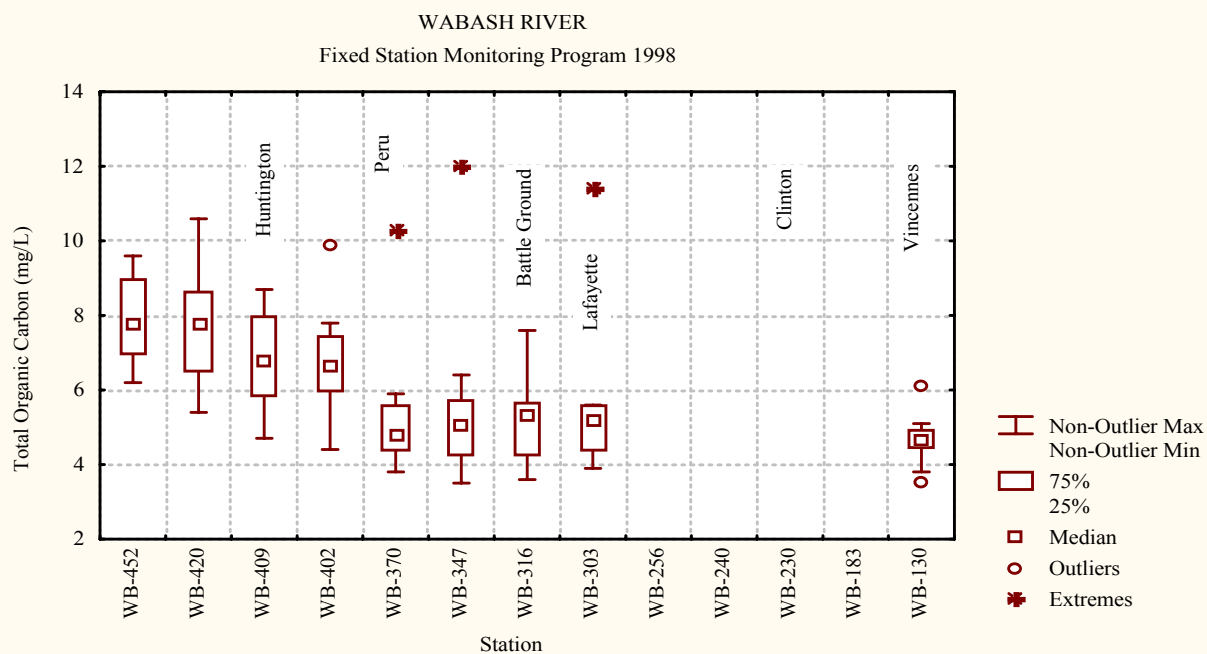 WABASH RIVER
Fixed Station Monitoring Program 1998
Total Organic Carbon (mg/L)
14
12
10
8
6
4
2
Huntington
Peru
Battle Ground
Lafayette
Clinton
Vincennes
WB-452
WB-420
WB-409
WB-402
WB-370
WB-347
WB-316
WB-303
WB-256
WB-240
WB-230
WB-183
WB-130
Station
Non-Outlier Max
Non-Outlier Min
75%
25%
Median
Outliers
Extremes